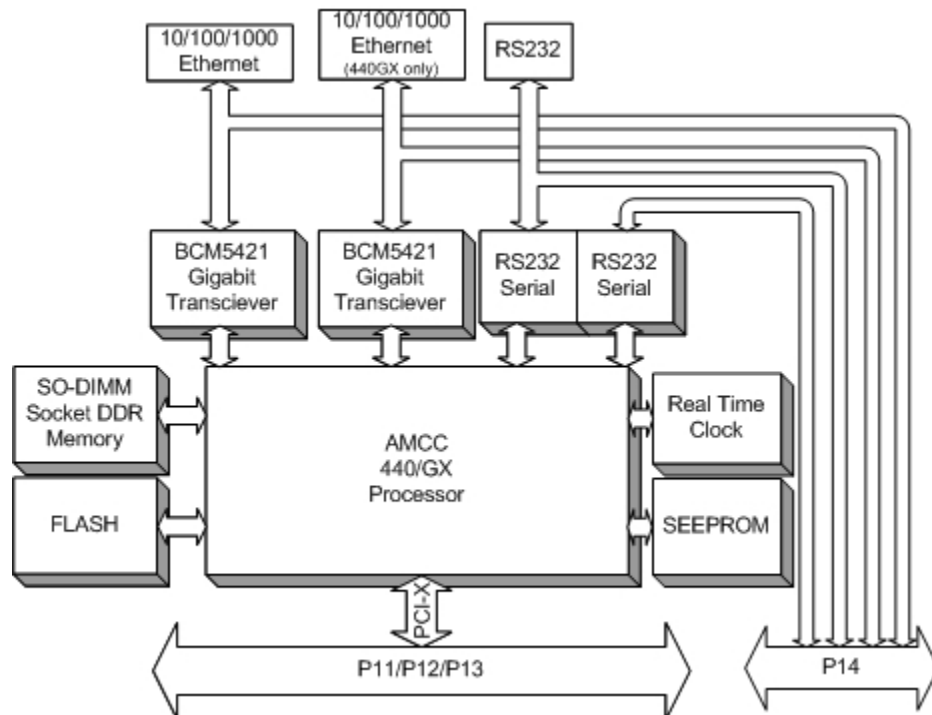 10/100/1000
Ethernet
10/100/1000
Ethernet
(440GX only)
RS232
BCM5421
Gigabit
Transciever
BCM5421
Gigabit
Transciever
RS232
Serial
RS232
Serial
SO-DIMM
Socket DDR
Memory
AMCC
440/GX
Processor
Real Time
Clock
FLASH
SEEPROM
PCI-X
P11/P12/P13
P14